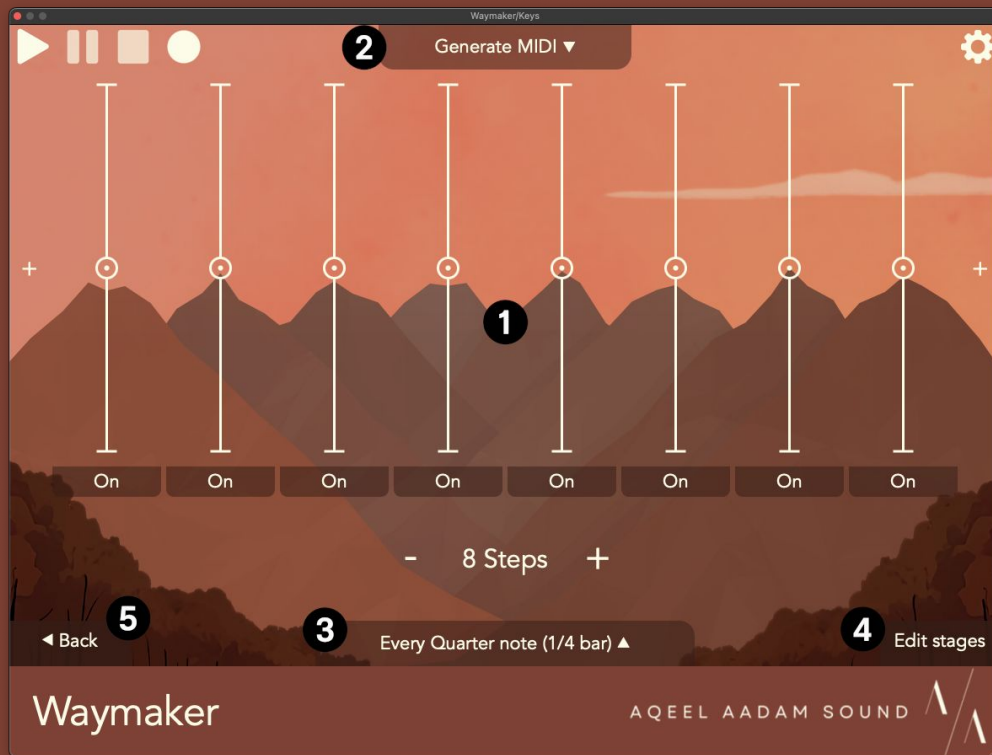 Waymaker/Keys
2
Generate MIDI ▼
+
+
1
On On On On On On On On
- 8 Steps +
5
◄ Back
3
Every Quarter note (1/4 bar) ▲
4
Edit stages
Waymaker
AQEEL AADAM SOUND